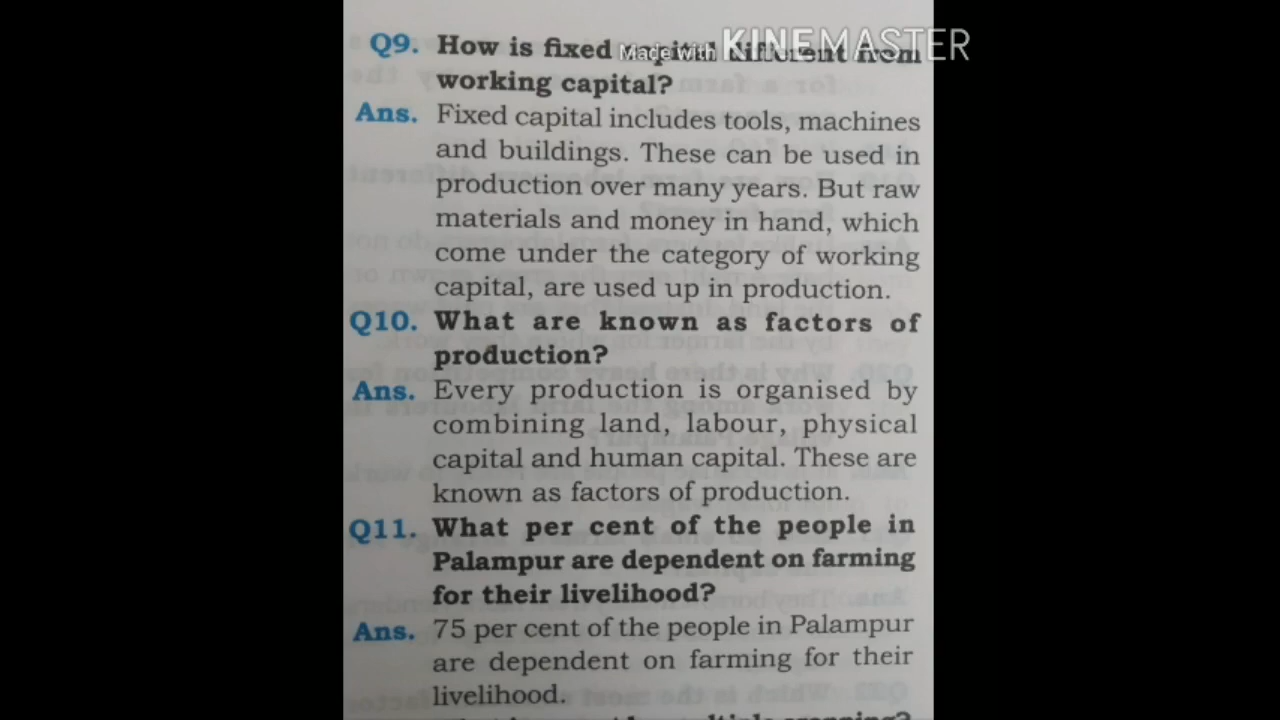 Made with KINEMASTER
Q9. How is fixed capital different from
working capital?
Ans. Fixed capital includes tools, machines
and buildings. These can be used in
production over many years. But raw
materials and money in hand, which
come under the category of working
capital, are used up in production.
Q10. What are known as factors of
production?
Ans. Every production is organised by
combining land, labour, physical
capital and human capital. These are
known as factors of production.
Q11. What per cent of the people in
Palampur are dependent on farming
for their livelihood?
Ans. 75 per cent of the people in Palampur
are dependent on farming for their
livelihood.
multiple cropping?